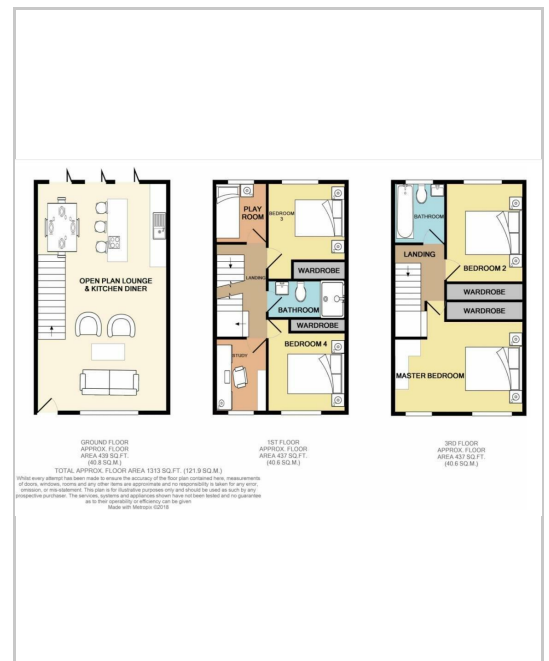 OPEN PLAN LOUNGE
& KITCHEN DINER
GROUND FLOOR
APPROX. FLOOR
AREA 439 SQ.FT.
(40.8 SQ.M.)
PLAY
ROOM
BEDROOM
3
LANDING
WARDROBE
BATHROOM
WARDROBE
STUDY
BEDROOM 4
1ST FLOOR
APPROX. FLOOR
AREA 437 SQ.FT.
(40.6 SQ.M.)
BATHROOM
LANDING
BEDROOM 2
WARDROBE
WARDROBE
MASTER BEDROOM
3RD FLOOR
APPROX. FLOOR
AREA 437 SQ.FT.
(40.6 SQ.M.)
TOTAL APPROX. FLOOR AREA 1313 SQ.FT. (121.9 SQ.M.)
Whilst every attempt has been made to ensure the accuracy of the floor plan contained here, measurements
of doors, windows, rooms and any other items are approximate and no responsibility is taken for any error,
omission, or mis-statement. This plan is for illustrative purposes only and should be used as such by any
prospective purchaser. The services, systems and appliances shown have not been tested and no guarantee
as to their operability or efficiency can be given
Made with Metropix ©2018